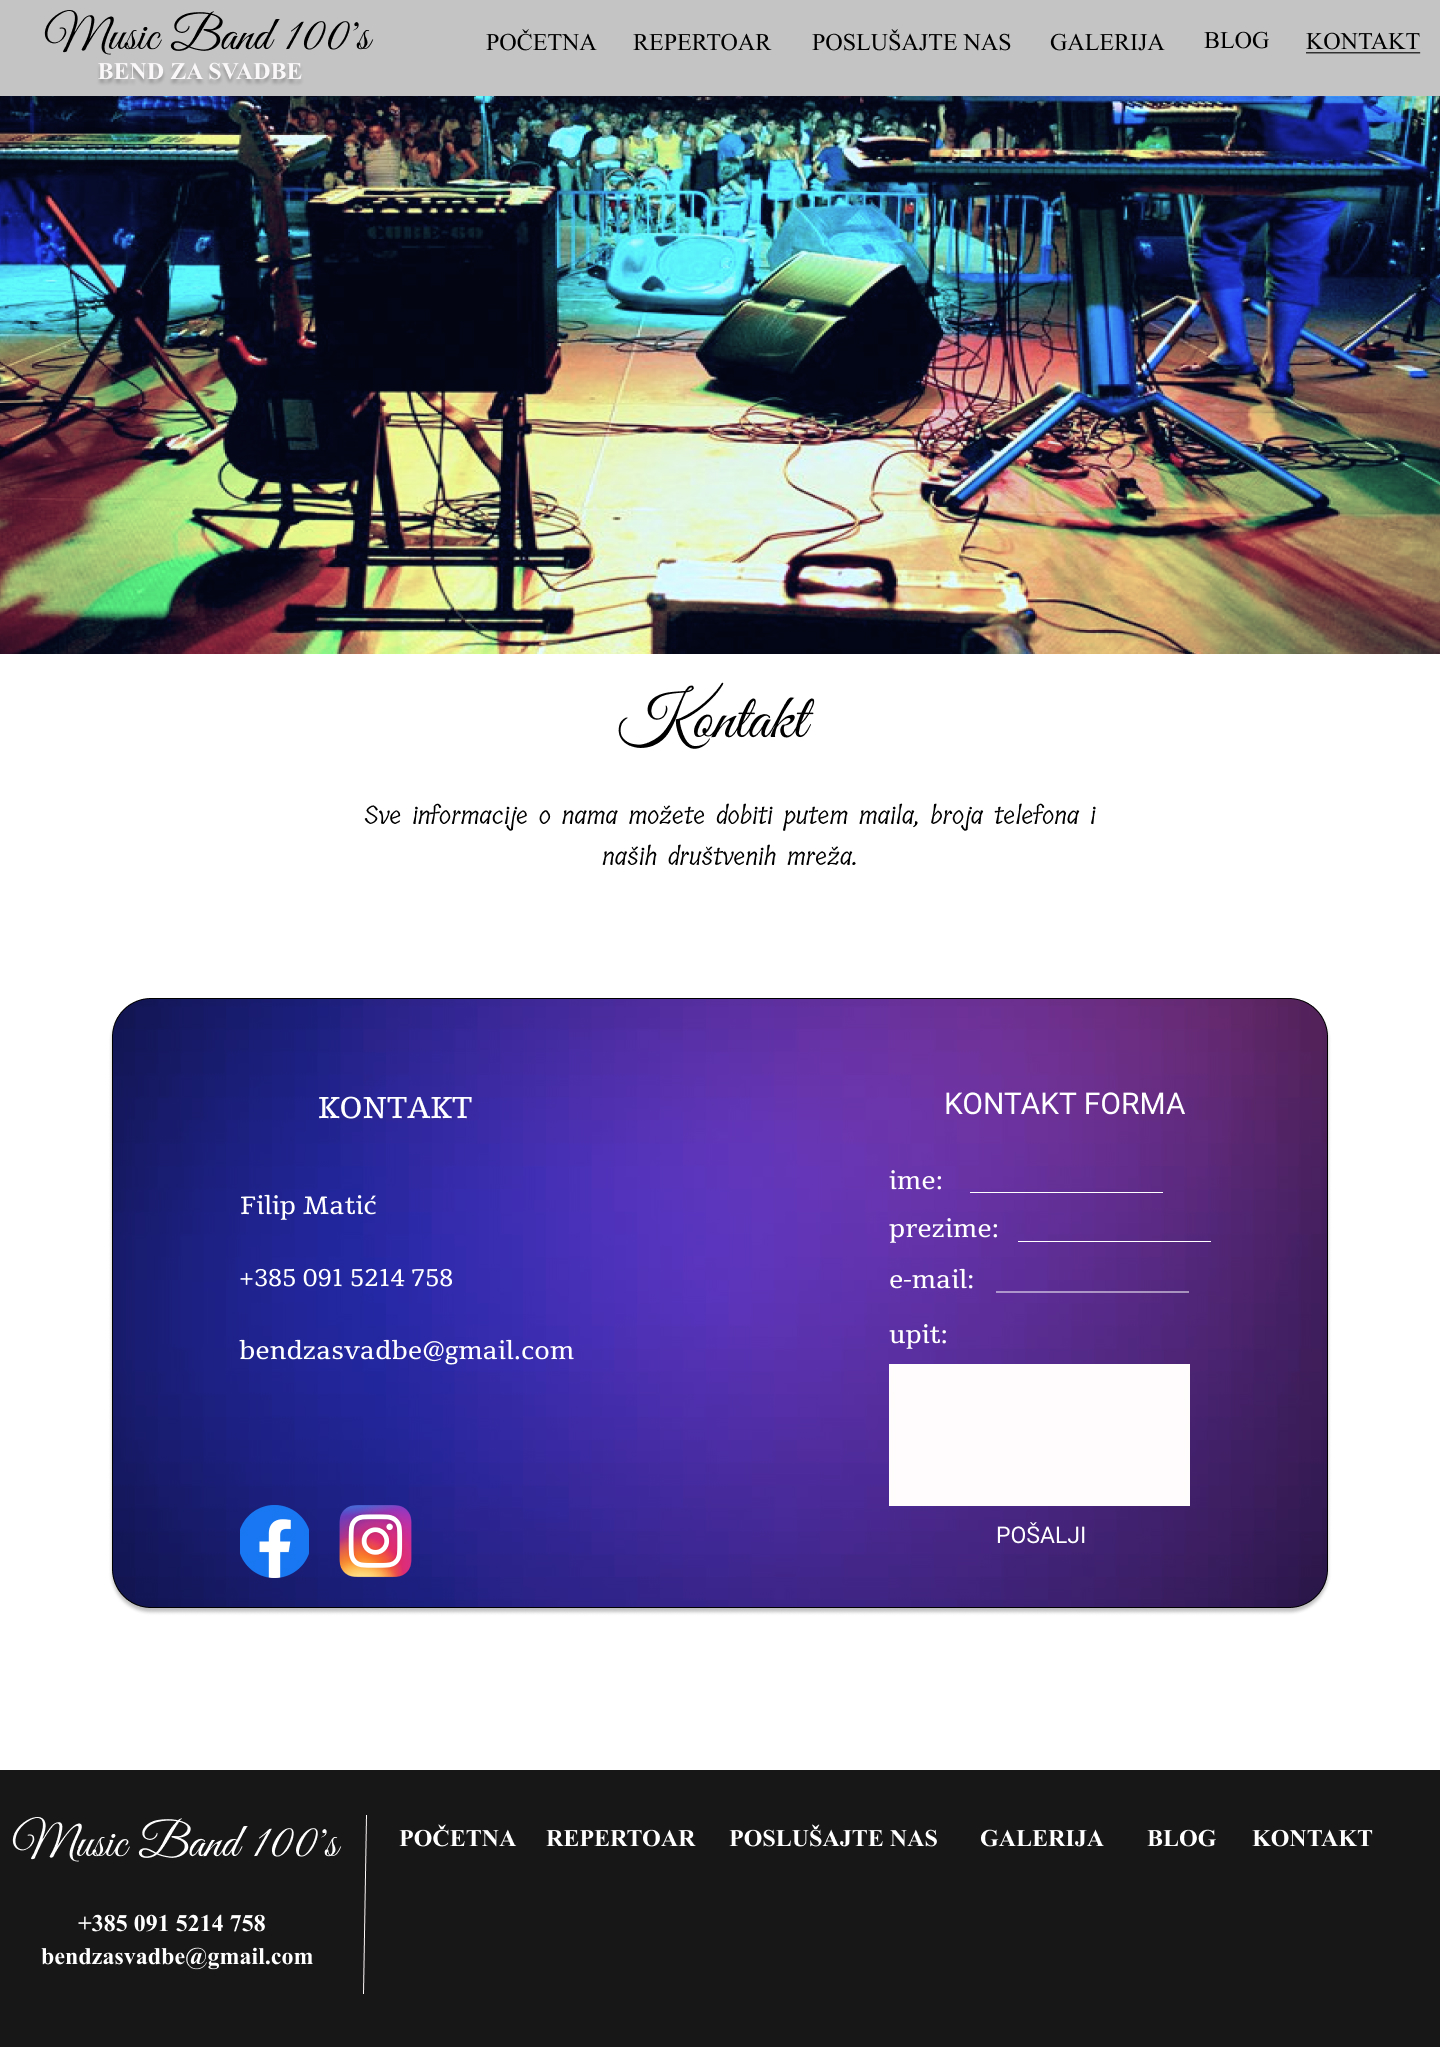 Music Band 100's
BEND ZA SVADBE
POČETNA REPERTOAR POSLUŠAJTE NAS GALERIJA BLOG KONTAKT
CUBE-60
Kontakt
Sve informacije o nama možete dobiti putem maila, broja telefona i
naših društvenih mreža.
KONTAKT
Filip Matić
+385 091 5214 758
bendzasvadbe@gmail.com
KONTAKT FORMA
ime:
prezime:
e-mail:
upit:
POŠALJI
Music Band 100's
+385 091 5214 758
bendzasvadbe@gmail.com
POČETNA REPERTOAR POSLUŠAJTE NAS GALERIJA BLOG KONTAKT